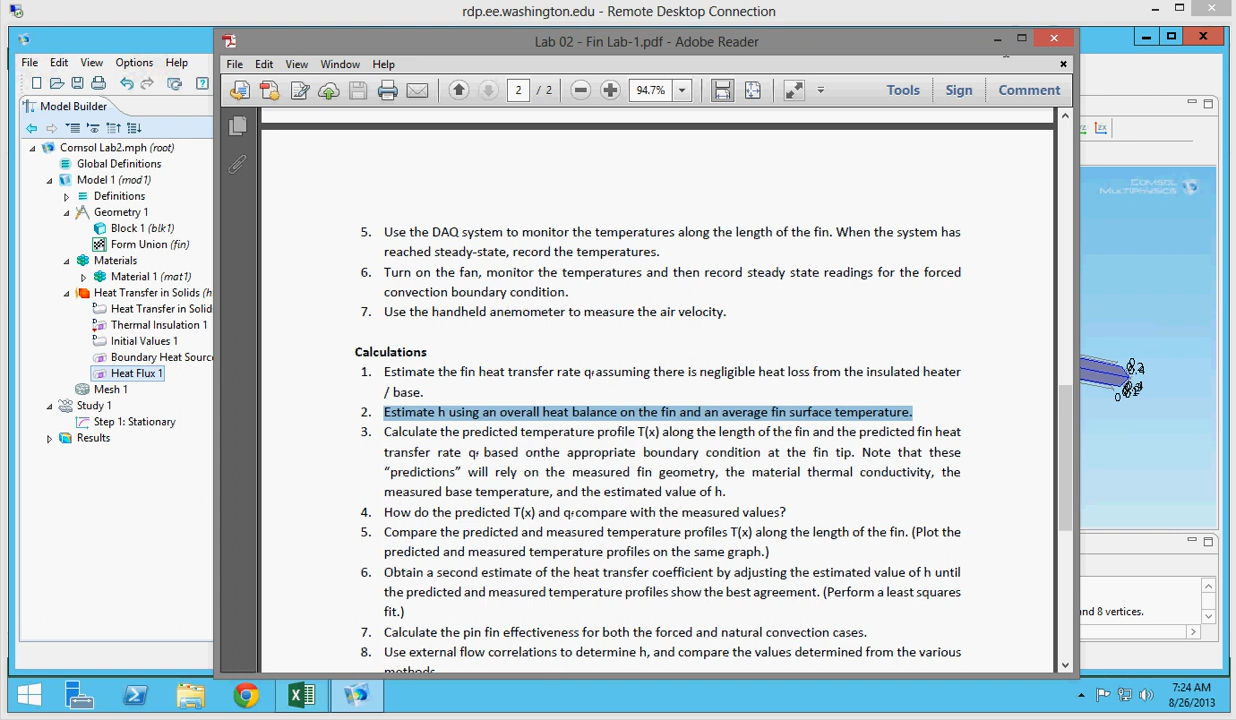 rdp.ee.washington.edu - Remote Desktop Connection
Lab 02 - Fin Lab-1.pdf - Adobe Reader
File Edit View Options Help
File Edit View Window Help
2 / 2
94.7%
Tools Sign Comment
Model Builder
Comsol Lab2.mph (root)
Global Definitions
Model 1 (mod1)
Definitions
Geometry 1
Block 1 (blk1)
Form Union (fin)
Materials
Material 1 (mat1)
Heat Transfer in Solids (h
Heat Transfer in Solid
Thermal Insulation 1
Initial Values 1
Boundary Heat Sourc
Heat Flux 1
Mesh 1
Study 1
Step 1: Stationary
Results
5. Use the DAQ system to monitor the temperatures along the length of the fin. When the system has
reached steady-state, record the temperatures.
6. Turn on the fan, monitor the temperatures and then record steady state readings for the forced
convection boundary condition.
7. Use the handheld anemometer to measure the air velocity.
Calculations
1. Estimate the fin heat transfer rate qf assuming there is negligible heat loss from the insulated heater
/ base.
2. Estimate h using an overall heat balance on the fin and an average fin surface temperature.
3. Calculate the predicted temperature profile T(x) along the length of the fin and the predicted fin heat
transfer rate qf based onthe appropriate boundary condition at the fin tip. Note that these
“predictions” will rely on the measured fin geometry, the material thermal conductivity, the
measured base temperature, and the estimated value of h.
4. How do the predicted T(x) and qf compare with the measured values?
5. Compare the predicted and measured temperature profiles T(x) along the length of the fin. (Plot the
predicted and measured temperature profiles on the same graph.)
6. Obtain a second estimate of the heat transfer coefficient by adjusting the estimated value of h until
the predicted and measured temperature profiles show the best agreement. (Perform a least squares
fit.)
7. Calculate the pin fin effectiveness for both the forced and natural convection cases.
8. Use external flow correlations to determine h, and compare the values determined from the various
methods.
COMSOL
MULTIPHYSICS
zx
0
nd 8 vertices.
7:24 AM
8/26/2013